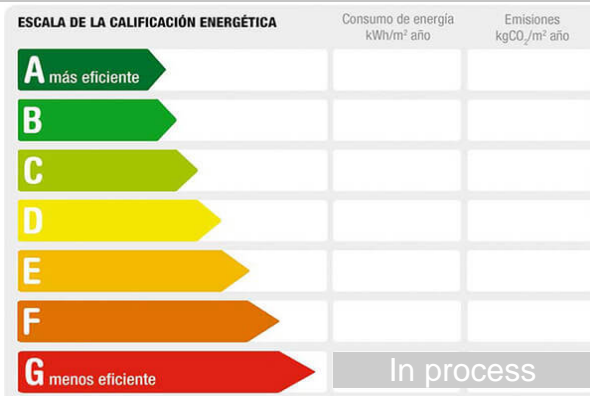 ESCALA DE LA CALIFICACIÓN ENERGÉTICA
Consumo de energía
kWh/m² año
Emisiones
kgCO₂/m² año
A más eficiente
B
C
D
E
F
G menos eficiente
In process